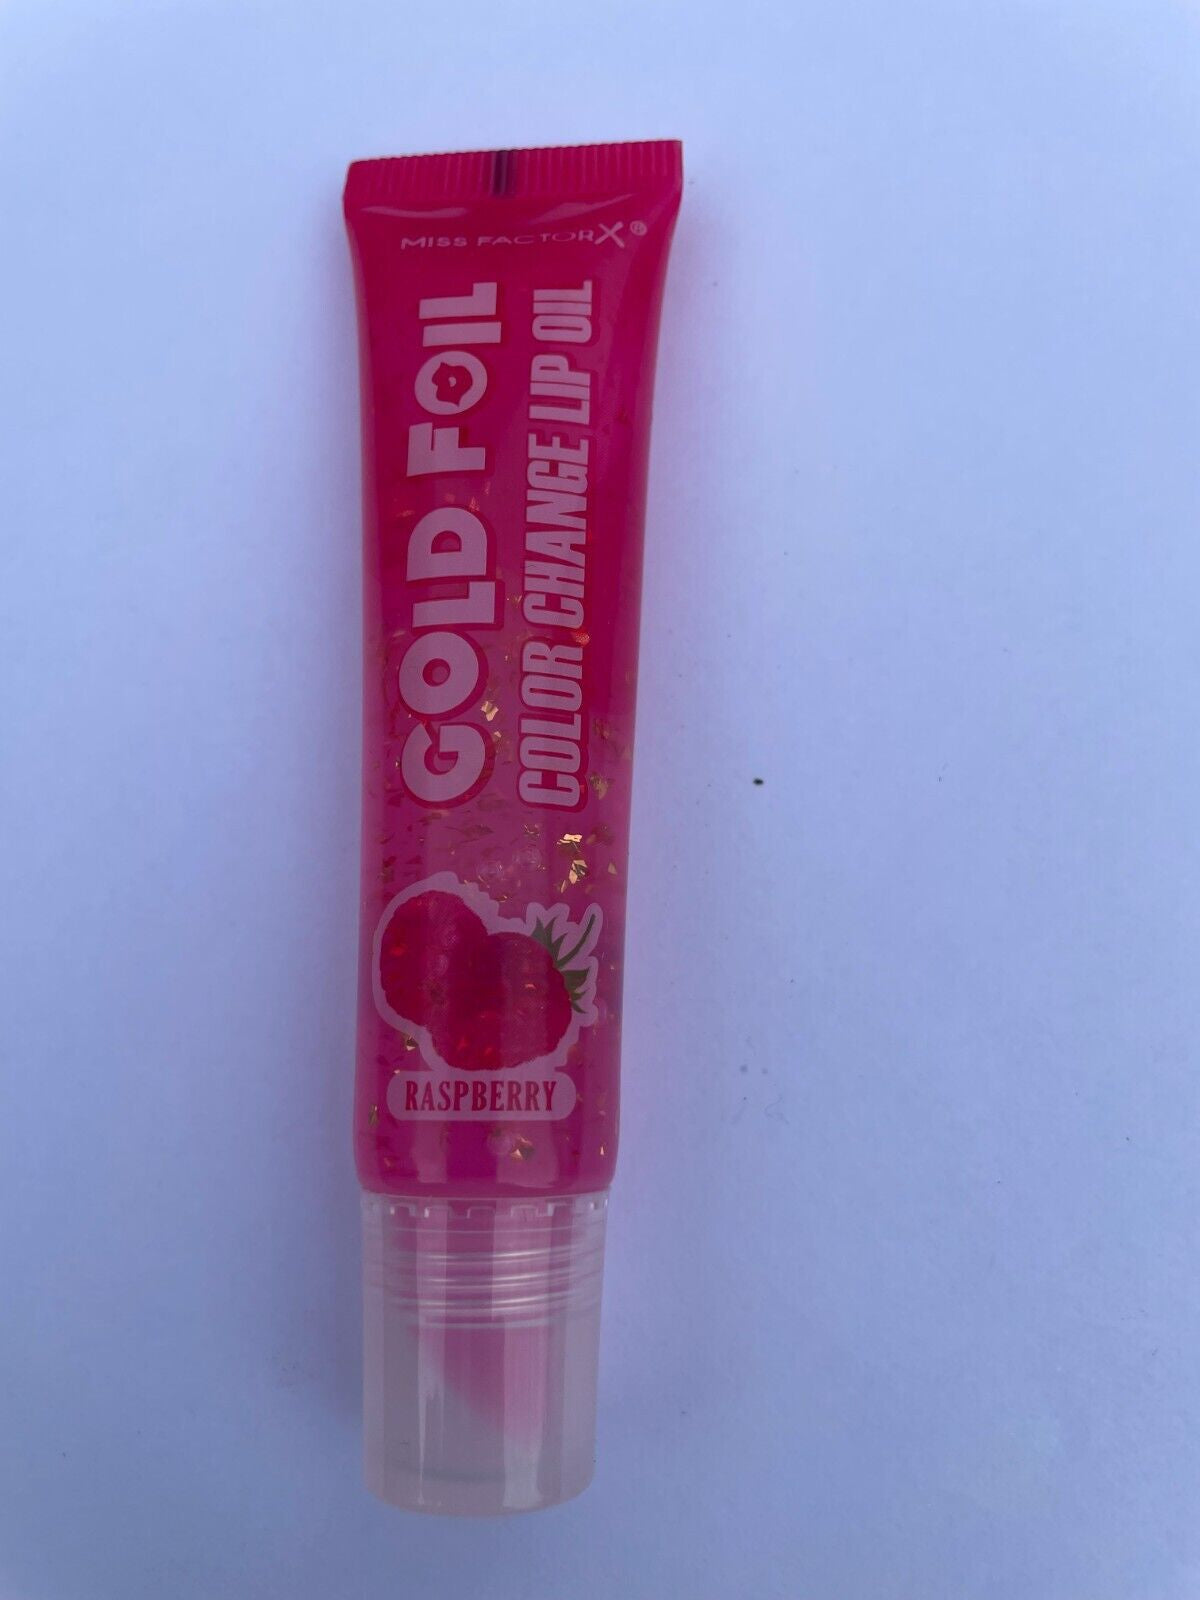 MISS FACTORX®
GOLD FOIL
COLOR CHANGE LIP OIL
RASPBERRY